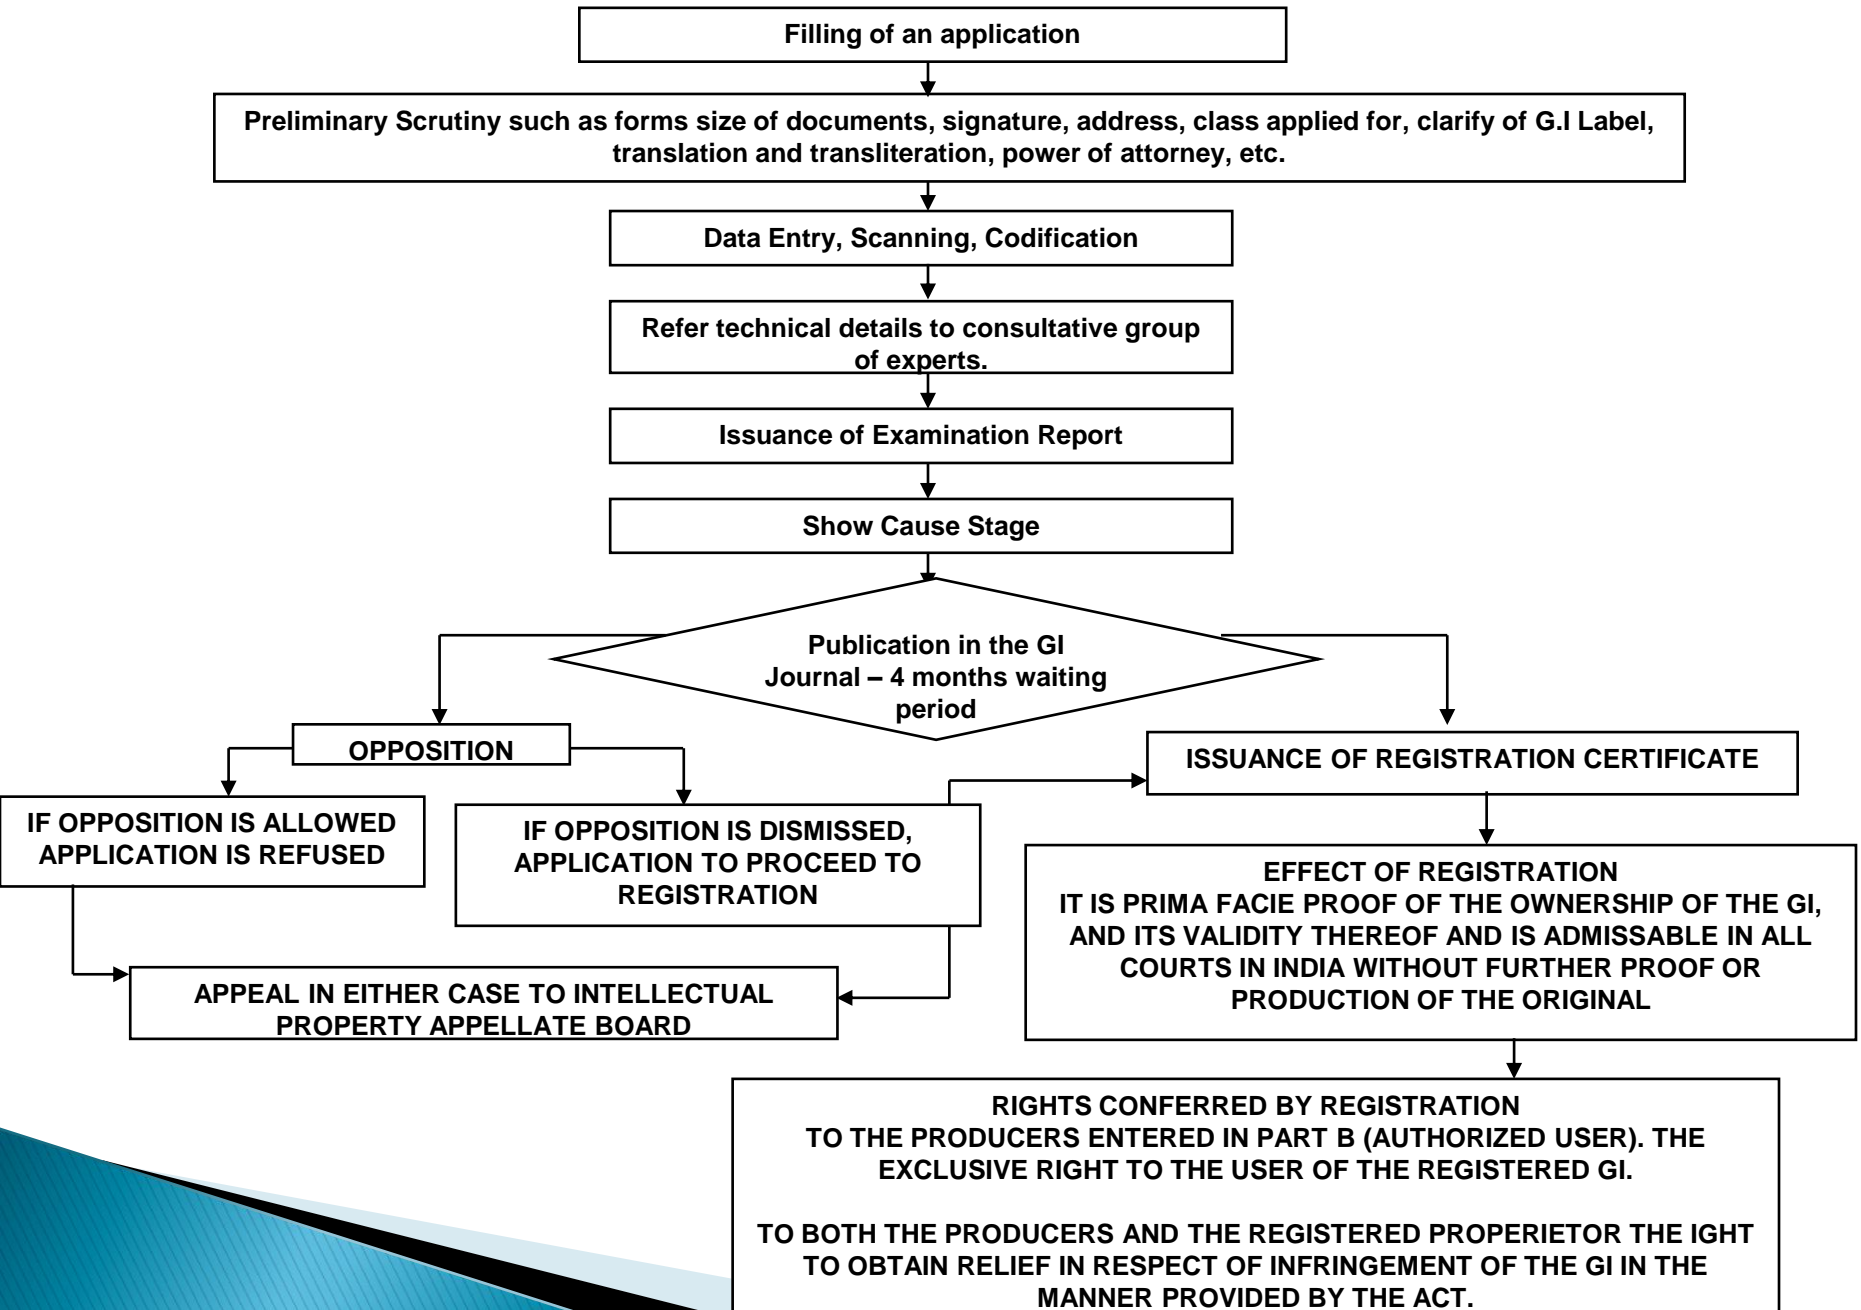 Filling of an application
Preliminary Scrutiny such as forms size of documents, signature, address, class applied for, clarify of G.I Label,
translation and transliteration, power of attorney, etc.
Data Entry, Scanning, Codification
Refer technical details to consultative group
of experts.
Issuance of Examination Report
Show Cause Stage
Publication in the GI
Journal – 4 months waiting
period
OPPOSITION
ISSUANCE OF REGISTRATION CERTIFICATE
IF OPPOSITION IS ALLOWED
APPLICATION IS REFUSED
IF OPPOSITION IS DISMISSED,
APPLICATION TO PROCEED TO
REGISTRATION
APPEAL IN EITHER CASE TO INTELLECTUAL
PROPERTY APPELLATE BOARD
EFFECT OF REGISTRATION
IT IS PRIMA FACIE PROOF OF THE OWNERSHIP OF THE GI,
AND ITS VALIDITY THEREOF AND IS ADMISSABLE IN ALL
COURTS IN INDIA WITHOUT FURTHER PROOF OR
PRODUCTION OF THE ORIGINAL
RIGHTS CONFERRED BY REGISTRATION
TO THE PRODUCERS ENTERED IN PART B (AUTHORIZED USER). THE
EXCLUSIVE RIGHT TO THE USER OF THE REGISTERED GI.
TO BOTH THE PRODUCERS AND THE REGISTERED PROPERIETOR THE IGHT
TO OBTAIN RELIEF IN RESPECT OF INFRINGEMENT OF THE GI IN THE
MANNER PROVIDED BY THE ACT.